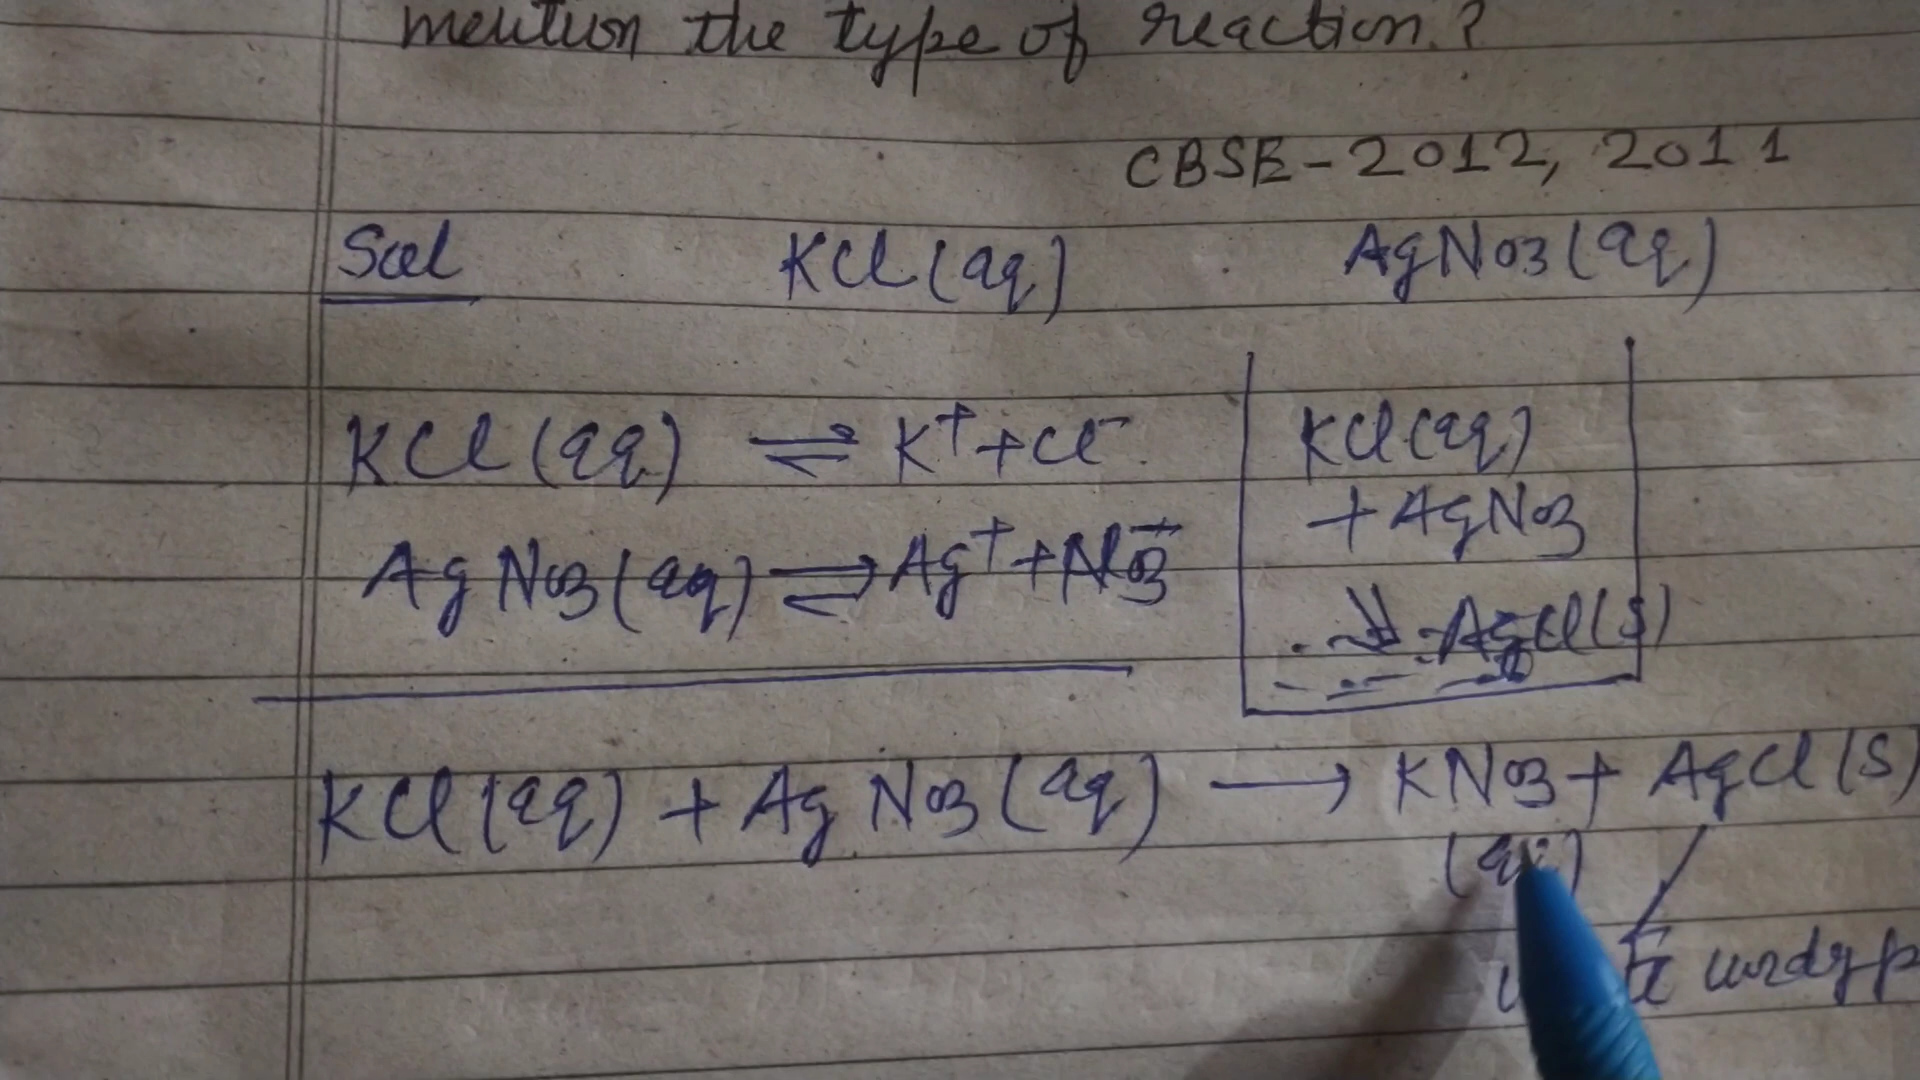 mention the type of reaction.?
CBSE-2012, 2011
Sol KCl(aq) AgNO3(aq)
KCl(aq) ⇌ K⁺+Cl⁻
AgNO3(aq) ⇌ Ag⁺+NO3⁻
KCl(aq)
+AgNO3
AgCl(s)
KCl(aq) + AgNO3(aq) → KNO3 + AgCl(s)
(aq)